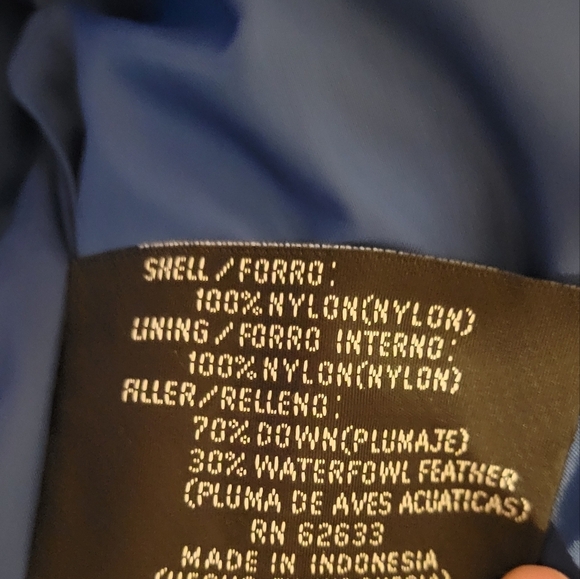 SHELL/FORRO:
100% NYLON(NYLON)
LINING/FORRO INTERNO:
100% NYLON(NYLON)
FILLER/RELLENO:
70% DOWN(PLUMAJE)
30% WATERFOWL FEATHER
(PLUMA DE AVES ACUATICAS)
RN 62633
MADE IN INDONESIA